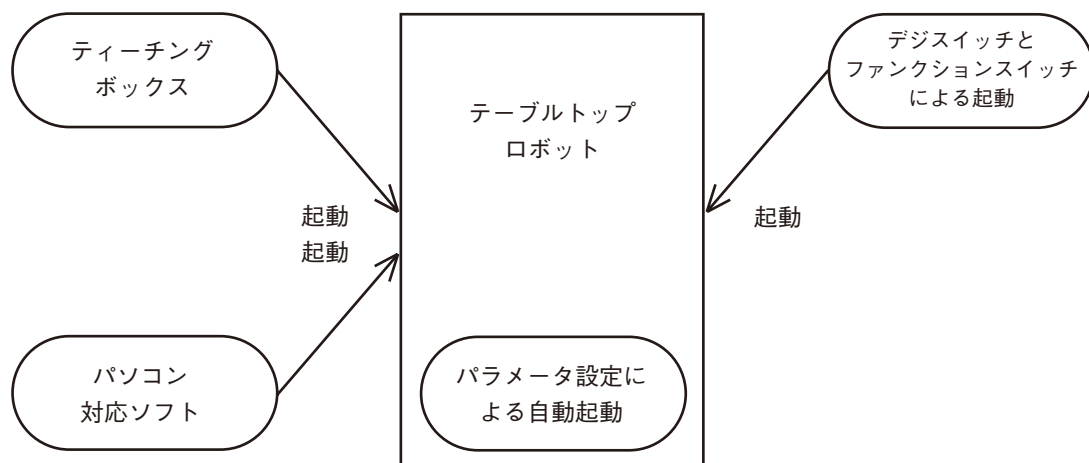 ティーチング
ボックス
テーブルトップ
ロボット
デジスイッチと
ファンクションスイッチ
による起動
起動
起動
起動
パソコン
対応ソフト
パラメータ設定に
よる自動起動